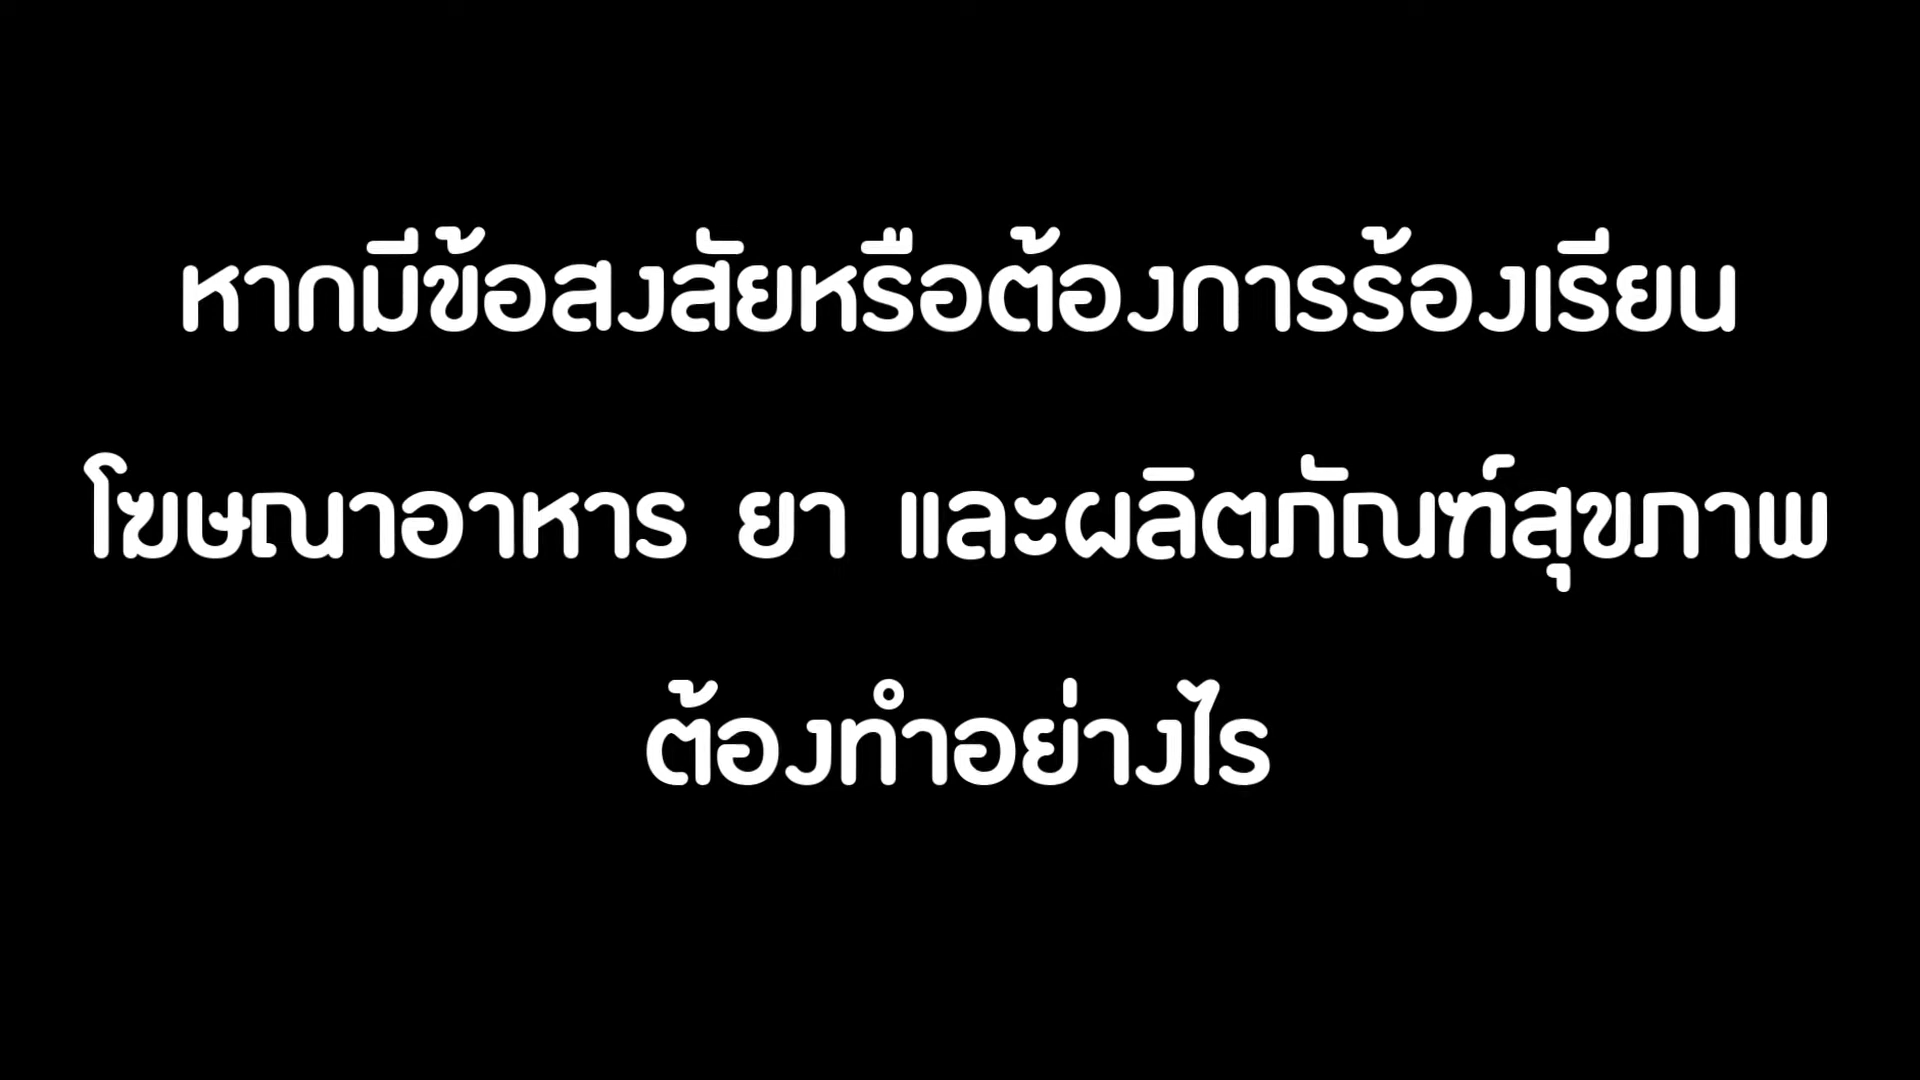 หากมีข้อสงสัยหรือต้องการร้องเรียน
โฆษณาอาหาร ยา และผลิตภัณฑ์สุขภาพ
ต้องทำอย่างไร